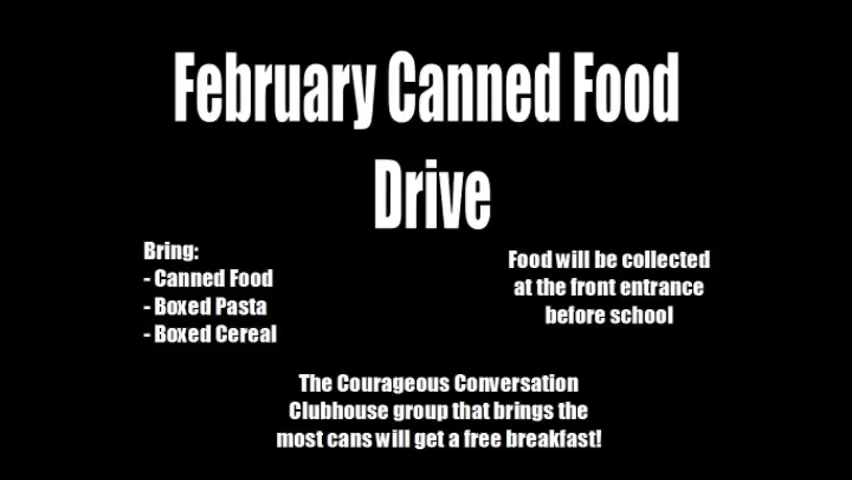 February Canned Food
Drive
Bring:
- Canned Food
- Boxed Pasta
- Boxed Cereal
Food will be collected
at the front entrance
before school
The Courageous Conversation
Clubhouse group that brings the
most cans will get a free breakfast!